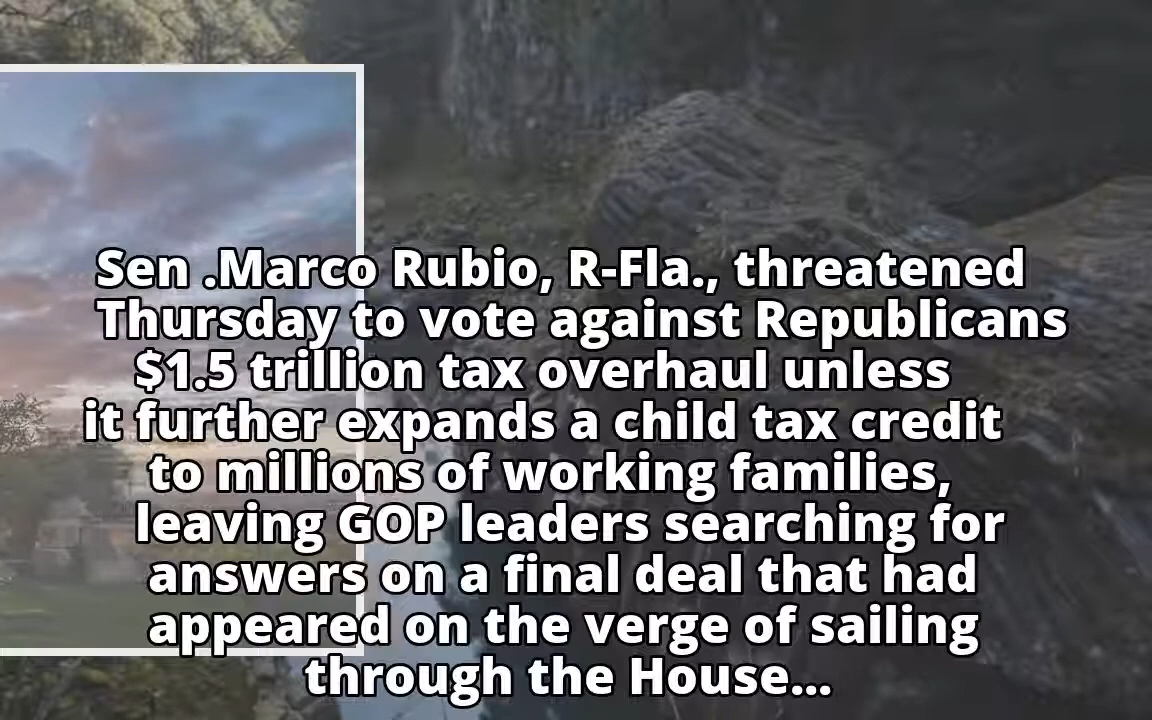 Sen .Marco Rubio, R-Fla., threatened
Thursday to vote against Republicans
$1.5 trillion tax overhaul unless
it further expands a child tax credit
to millions of working families,
leaving GOP leaders searching for
answers on a final deal that had
appeared on the verge of sailing
through the House...